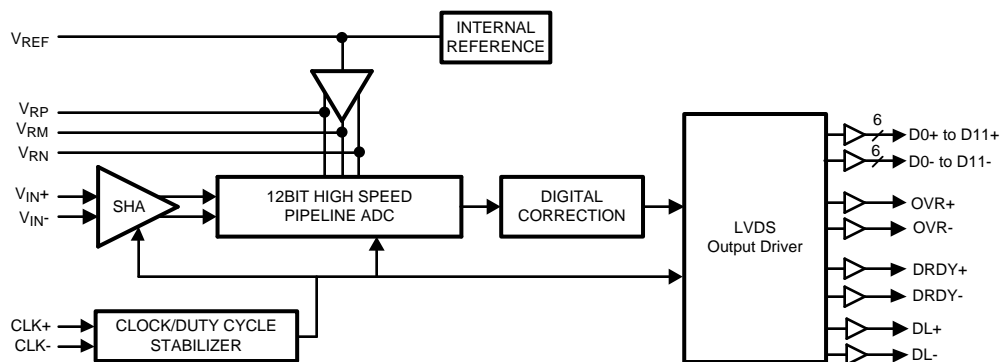 INTERNAL
REFERENCE
VREF
VRP
VRM
VRN
VIN+
VIN-
SHA
12BIT HIGH SPEED
PIPELINE ADC
DIGITAL
CORRECTION
LVDS
Output Driver
6
D0+ to D11+
6
D0- to D11-
OVR+
OVR-
DRDY+
DRDY-
DL+
DL-
CLK+
CLK-
CLOCK/DUTY CYCLE
STABILIZER